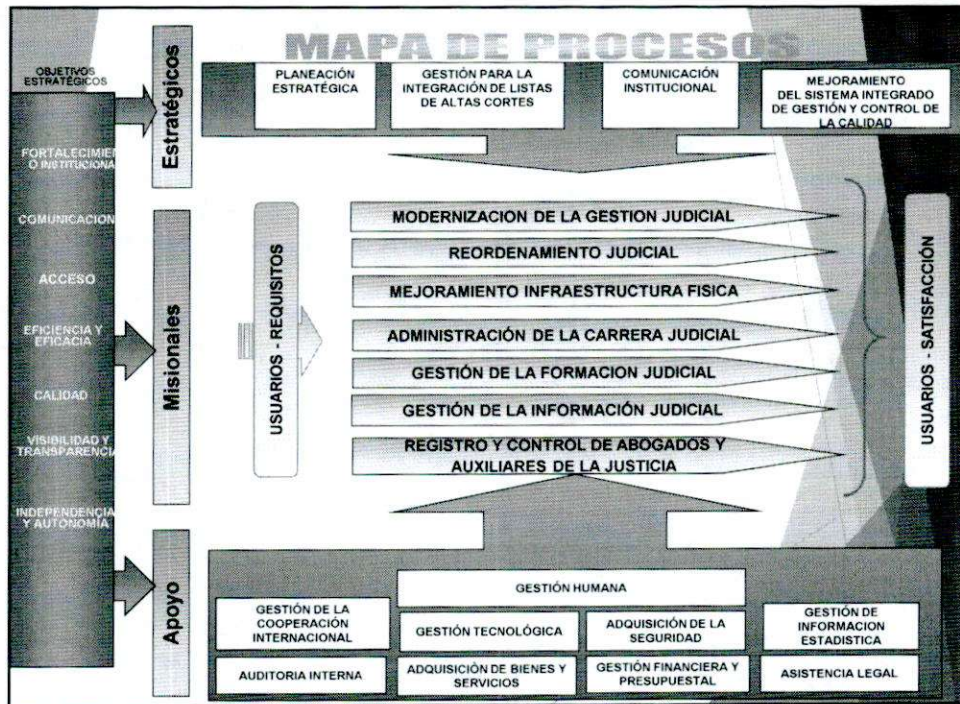 MAPA DE PROCESOS
OBJETIVOS
ESTRATÉGICOS
FORTALECIMIEN
O INSTITUCIONA
COMUNICACION
ACCESO
EFICIENCIA Y
EFICACIA
CALIDAD
VISIBILIDAD Y
TRANSPARENCIA
INDEPENDENCIA
Y AUTONOMÍA
Estratégicos
PLANEACIÓN
ESTRATÉGICA
GESTIÓN PARA LA
INTEGRACIÓN DE LISTAS
DE ALTAS CORTES
COMUNICACIÓN
INSTITUCIONAL
MEJORAMIENTO
DEL SISTEMA INTEGRADO
DE GESTIÓN Y CONTROL DE
LA CALIDAD
Misionales
USUARIOS - REQUISITOS
MODERNIZACION DE LA GESTION JUDICIAL
REORDENAMIENTO JUDICIAL
MEJORAMIENTO INFRAESTRUCTURA FISICA
ADMINISTRACIÓN DE LA CARRERA JUDICIAL
GESTIÓN DE LA FORMACION JUDICIAL
GESTIÓN DE LA INFORMACIÓN JUDICIAL
REGISTRO Y CONTROL DE ABOGADOS Y
AUXILIARES DE LA JUSTICIA
USUARIOS - SATISFACCIÓN
Apoyo
GESTIÓN HUMANA
GESTIÓN DE LA
COOPERACIÓN
INTERNACIONAL
GESTIÓN TECNOLÓGICA
ADQUISICIÓN DE LA
SEGURIDAD
GESTIÓN DE
INFORMACION
ESTADISTICA
AUDITORIA INTERNA
ADQUISICIÓN DE BIENES Y
SERVICIOS
GESTIÓN FINANCIERA Y
PRESUPUESTAL
ASISTENCIA LEGAL